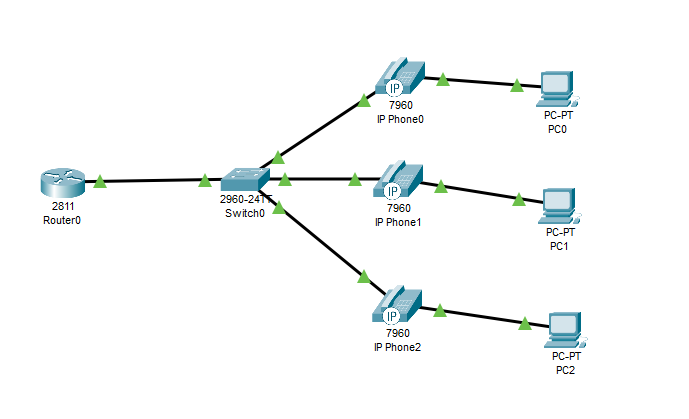 IP
7960
IP Phone0
PC-PT
PC0
2811
Router0
2960-24TT
Switch0
IP
7960
IP Phone1
PC-PT
PC1
IP
7960
IP Phone2
PC-PT
PC2